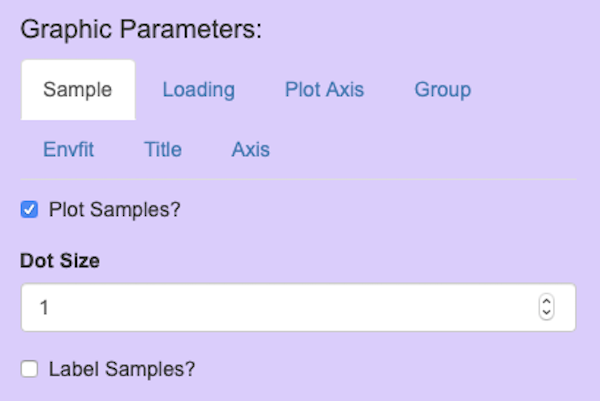 Graphic Parameters:
Sample Loading Plot Axis Group
Envfit Title Axis
Plot Samples?
Dot Size
1
Label Samples?